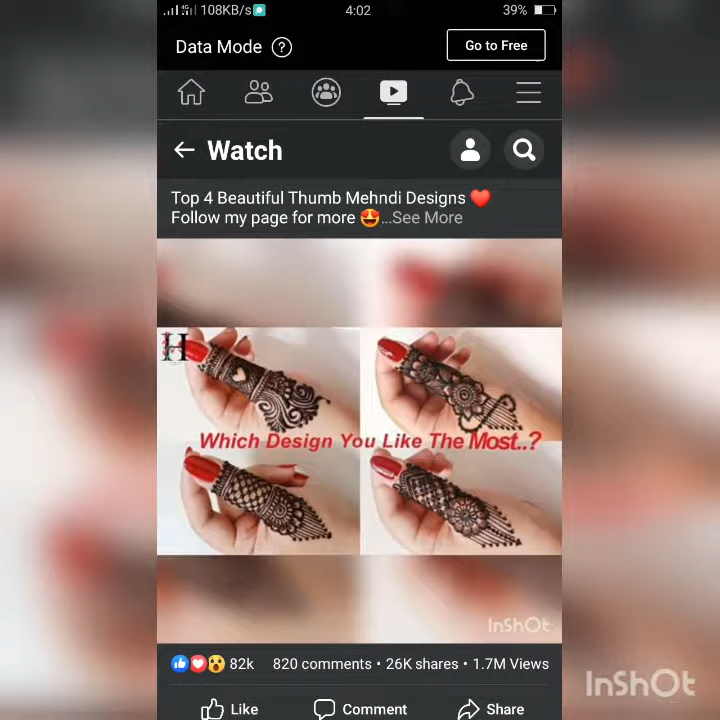 108KB/s 4:02 39%
Data Mode ? Go to Free
Watch
Top 4 Beautiful Thumb Mehndi Designs ❤️
Follow my page for more 😍...See More
H
Which Design You Like The Most..?
InShOt
82k 820 comments • 26K shares • 1.7M Views
Like Comment Share
InShOt